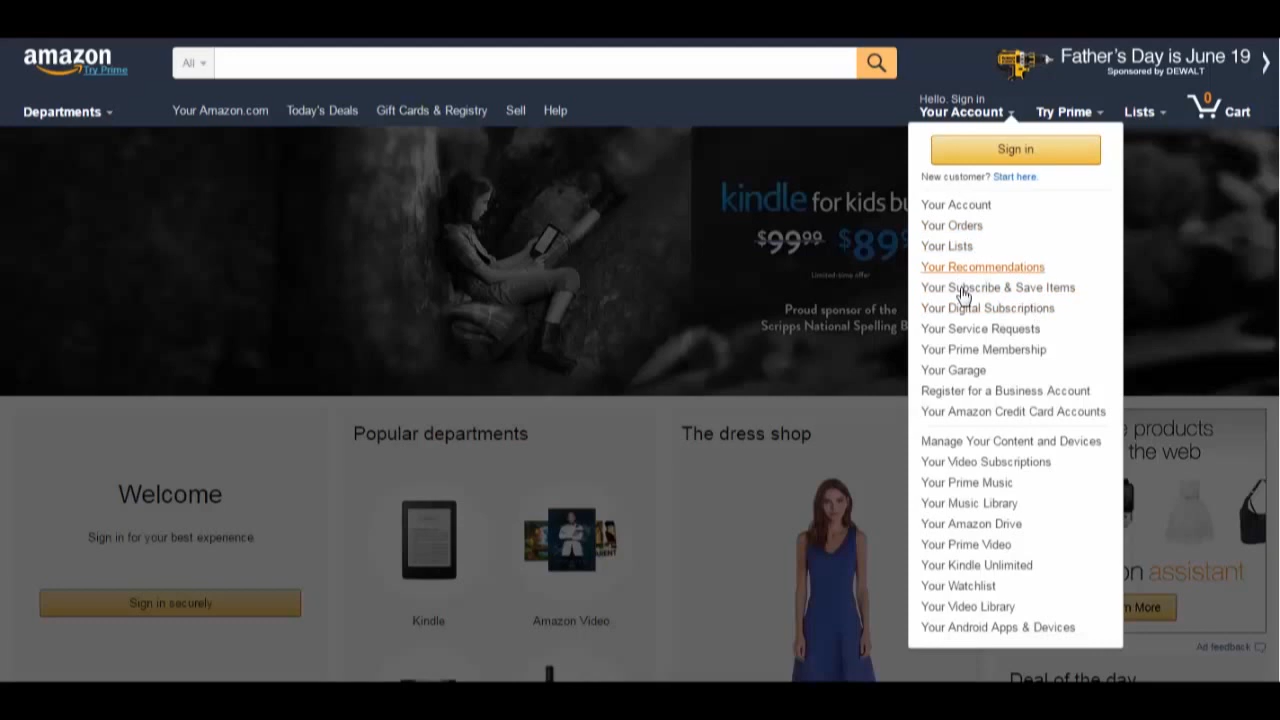 amazon
Try Prime
All
Father's Day is June 19
Sponsored by DEWALT
Departments
Your Amazon.com
Today's Deals
Gift Cards & Registry
Sell
Help
Hello. Sign in
Your Account
Try Prime
Lists
0
Cart
Sign in
New customer? Start here.
Your Account
Your Orders
Your Lists
Your Recommendations
Your Subscribe & Save Items
Your Digital Subscriptions
Your Service Requests
Your Prime Membership
Your Garage
Register for a Business Account
Your Amazon Credit Card Accounts
Manage Your Content and Devices
Your Video Subscriptions
Your Prime Music
Your Music Library
Your Amazon Drive
Your Prime Video
Your Kindle Unlimited
Your Watchlist
Your Video Library
Your Android Apps & Devices
kindle for kids bu
$99⁹⁹ $89
Limited-time offer
Proud sponsor of the
Scripps National Spelling B
Welcome
Sign in for your best experience
Sign in securely
Popular departments
Kindle
Amazon Video
The dress shop
products
the web
on assistant
n More
Ad feedback
Deal of the day